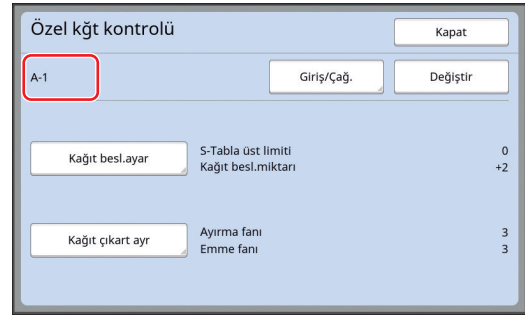 Özel kğt kontrolü
Kapat
A-1
Giriş/Çağ.
Değiştir
Kağıt besl.ayar
S-Tabla üst limiti 0
Kağıt besl.miktarı +2
Kağıt çıkart ayr
Ayırma fanı 3
Emme fanı 3